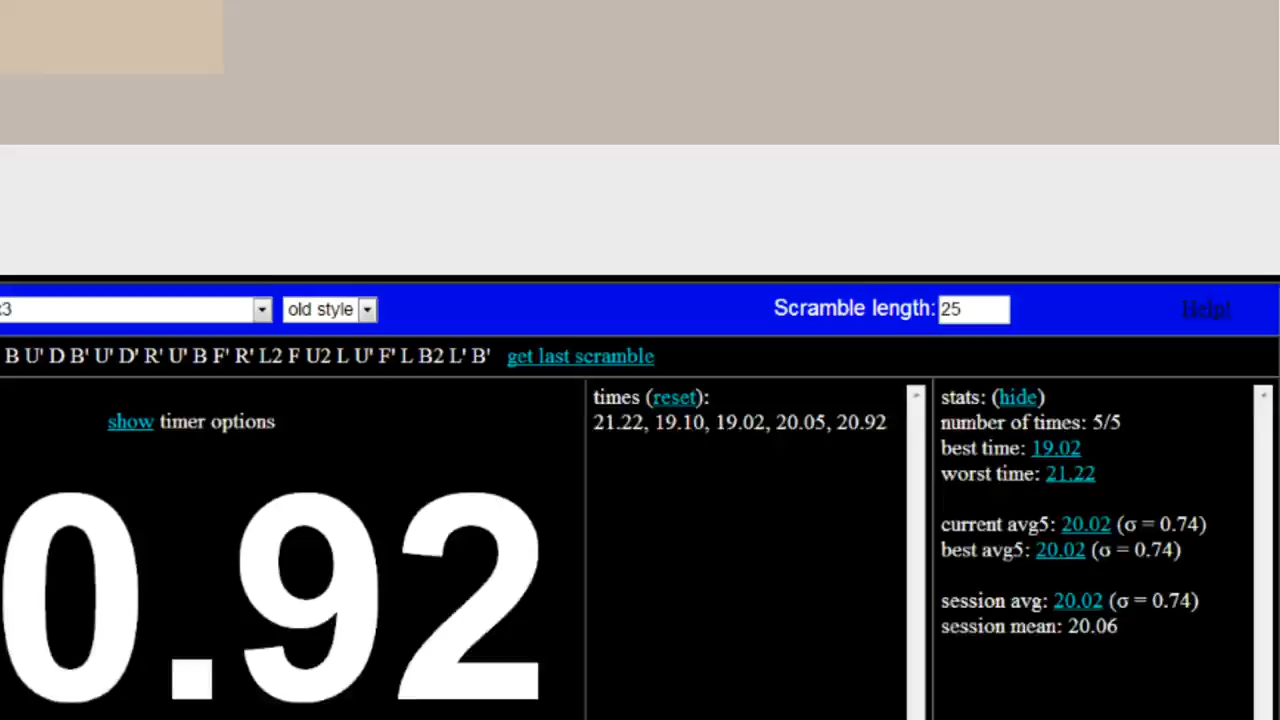 x3 old style Scramble length: 25 Help!
B U' D B' U' D' R' U' B F' R' L2 F U2 L U' F' L B2 L' B' get last scramble
show timer options
0.92
times (reset):
21.22, 19.10, 19.02, 20.05, 20.92
stats: (hide)
number of times: 5/5
best time: 19.02
worst time: 21.22
current avg5: 20.02 (σ = 0.74)
best avg5: 20.02 (σ = 0.74)
session avg: 20.02 (σ = 0.74)
session mean: 20.06